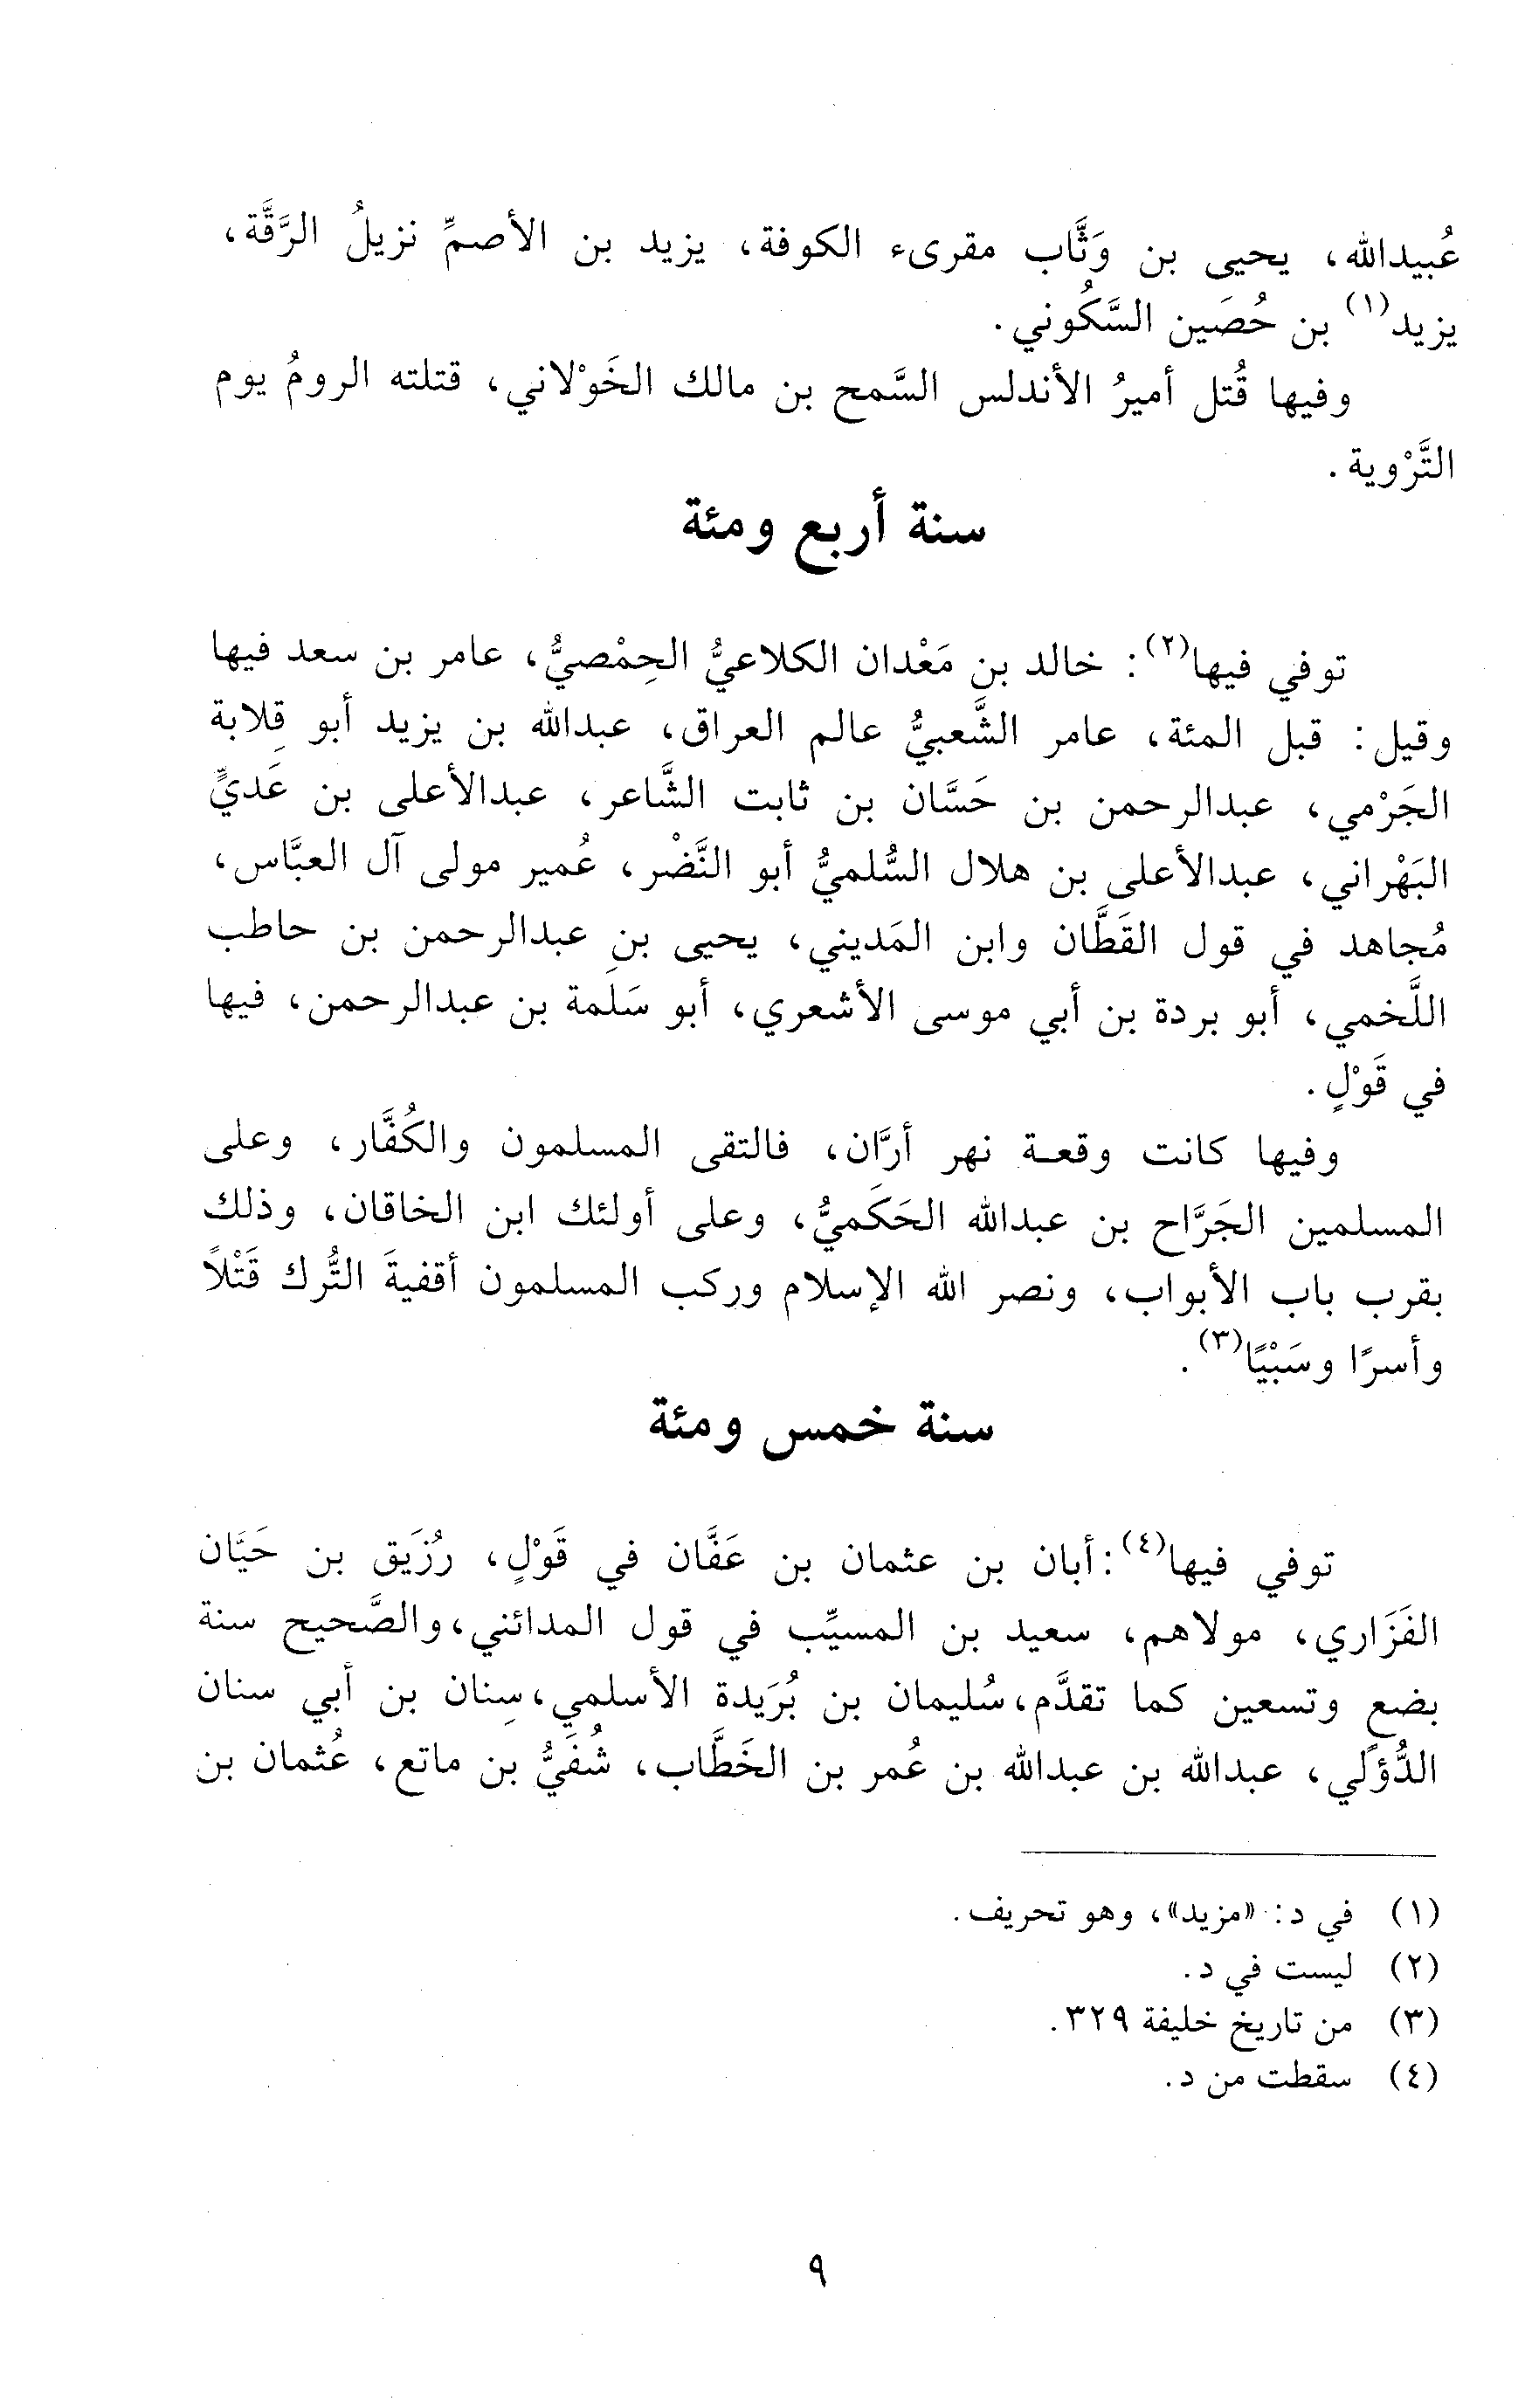 عُبيدالله، يحيى بن وَثَّاب مقرىء الكوفة، يزيد بن الأصمِّ نزيلُ الرَّقَّة،
يزيد(١) بن حُصَين السَّكُوني.
وفيها قُتل أميرُ الأندلس السَّمح بن مالك الخَوْلاني، قتلته الرومُ يوم
التَّرْوية.
سنة أربع ومئة
توفي فيها(٢): خالد بن مَعْدان الكلاعيُّ الحِمْصيُّ، عامر بن سعد فيها
وقيل: قبل المئة، عامر الشَّعبيُّ عالم العراق، عبدالله بن يزيد أبو قِلابة
الجَرْمي، عبدالرحمن بن حَسَّان بن ثابت الشَّاعر، عبدالأعلى بن عَديٍّ
البَهْراني، عبدالأعلى بن هلال السُّلميُّ أبو النَّضْر، عُمير مولى آل العبَّاس،
مُجاهد في قول القَطَّان وابن المَديني، يحيى بن عبدالرحمن بن حاطب
اللَّخمي، أبو بردة بن أبي موسى الأشعري، أبو سَلَمة بن عبدالرحمن، فيها
في قَوْلٍ.
وفيها كانت وقعة نهر أرَّان، فالتقى المسلمون والكُفَّار، وعلى
المسلمين الجَرَّاح بن عبدالله الحَكَميُّ، وعلى أولئك ابن الخاقان، وذلك
بقرب باب الأبواب، ونصر الله الإسلام وركب المسلمون أقفيةَ التُّرك قَتْلاً
وأسرًا وسَبْيًا(٣).
سنة خمس ومئة
توفي فيها(٤): أبان بن عثمان بن عَفَّان في قَوْلٍ، رُزَيق بن حَيَّان
الفَزَاري، مولاهم، سعيد بن المسيِّب في قول المدائني، والصَّحيح سنة
بضع وتسعين كما تقدَّم، سُليمان بن بُرَيدة الأسلمي، سِنان بن أبي سنان
الدُّؤلي، عبدالله بن عبدالله بن عُمر بن الخَطَّاب، شُفَيُّ بن ماتع، عُثمان بن
(١) في د: «مزيد»، وهو تحريف.
(٢) ليست في د.
(٣) من تاريخ خليفة ٣٢٩.
(٤) سقطت من د.
٩